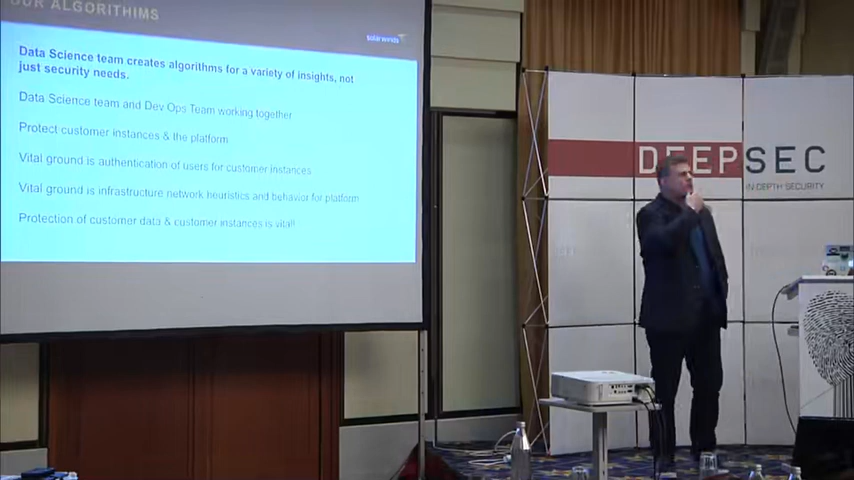 OUR ALGORITHMS
solarwinds
Data Science team creates algorithms for a variety of insights, not
just security needs.
Data Science team and Dev Ops Team working together
Protect customer instances & the platform
Vital ground is authentication of users for customer instances
Vital ground is infrastructure network heuristics and behavior for platform
Protection of customer data & customer instances is vital!
DEEPSEC
IN-DEPTH SECURITY